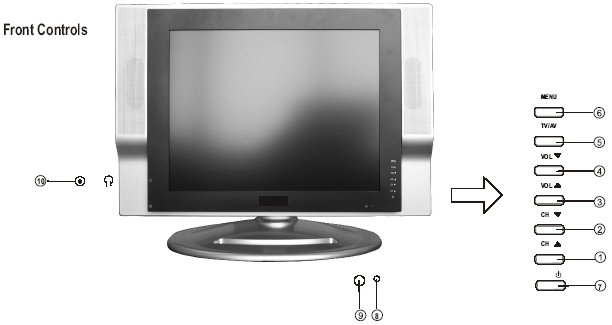 Front Controls
MENU
6
TV/AV
5
VOL ▼
4
10
VOL ▲
3
CH ▼
2
CH ▲
1
7
9 8